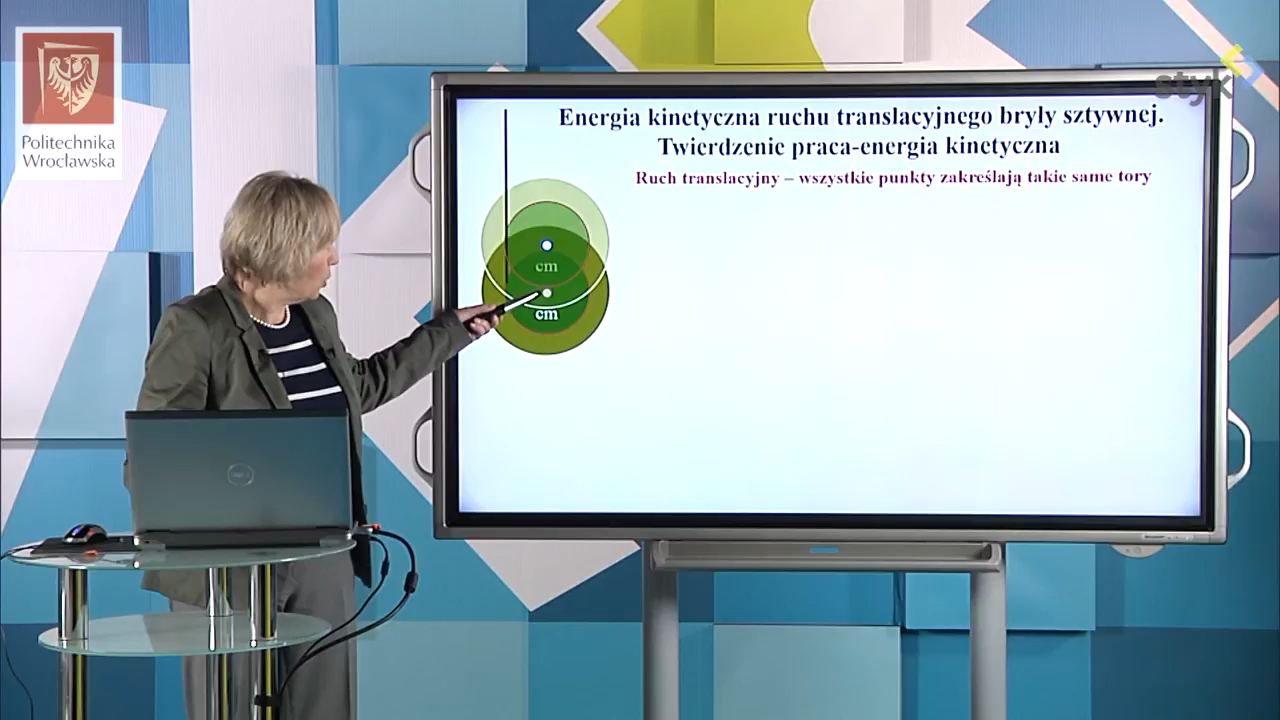 Politechnika
Wrocławska
styk
Energia kinetyczna ruchu translacyjnego bryły sztywnej.
Twierdzenie praca-energia kinetyczna
Ruch translacyjny – wszystkie punkty zakreślają takie same tory
cm
cm
DELL